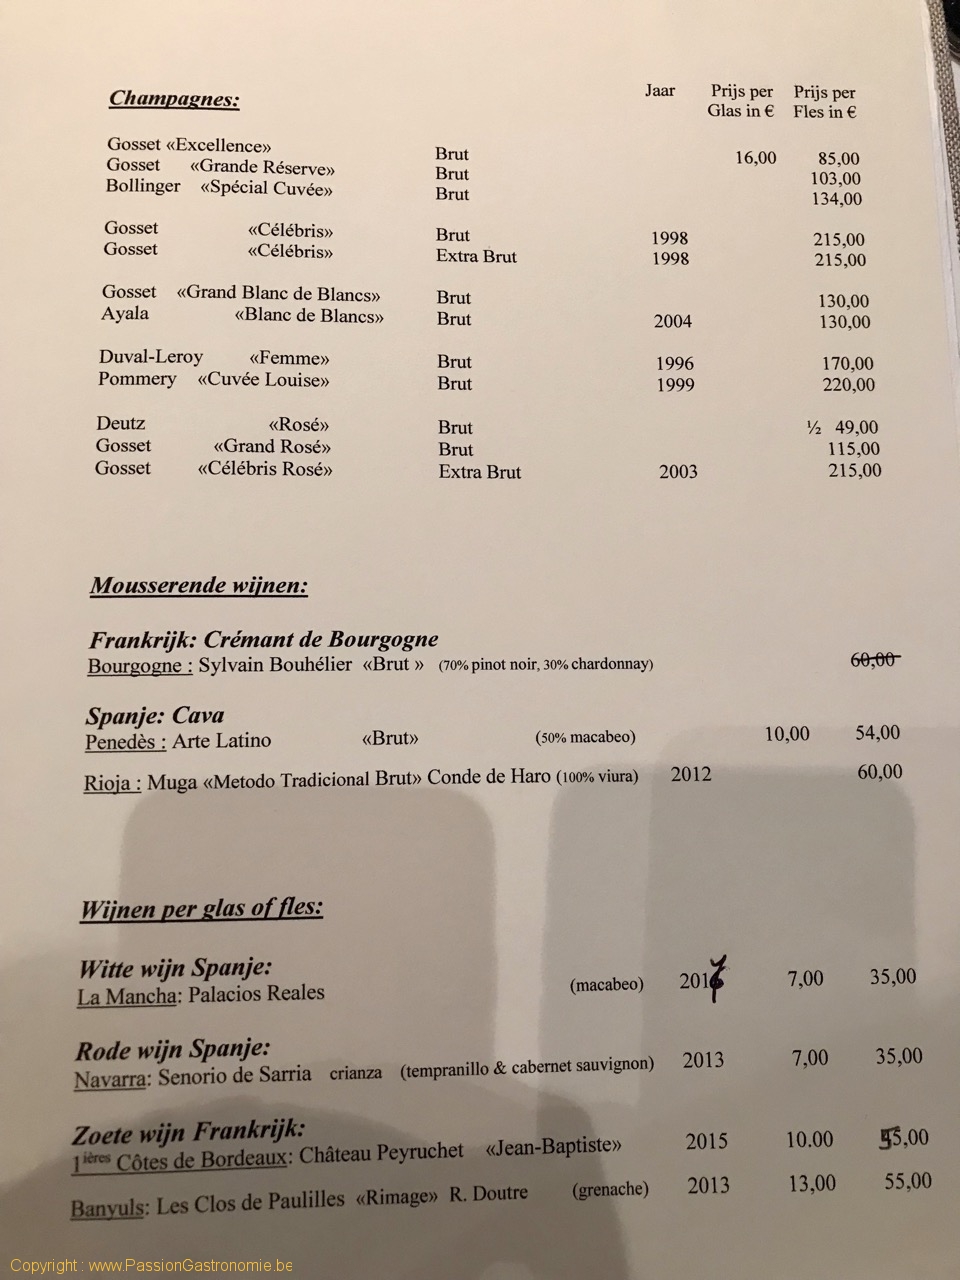 Champagnes: Jaar Prijs per Glas in € Prijs per Fles in €
Gosset «Excellence» Brut 16,00 85,00
Gosset «Grande Réserve» Brut 103,00
Bollinger «Spécial Cuvée» Brut 134,00
Gosset «Célébris» Brut 1998 215,00
Gosset «Célébris» Extra Brut 1998 215,00
Gosset «Grand Blanc de Blancs» Brut 130,00
Ayala «Blanc de Blancs» Brut 2004 130,00
Duval-Leroy «Femme» Brut 1996 170,00
Pommery «Cuvée Louise» Brut 1999 220,00
Deutz «Rosé» Brut ½ 49,00
Gosset «Grand Rosé» Brut 115,00
Gosset «Célébris Rosé» Extra Brut 2003 215,00
Mousserende wijnen:
Frankrijk: Crémant de Bourgogne
Bourgogne : Sylvain Bouhélier «Brut » (70% pinot noir, 30% chardonnay) 60,00
Spanje: Cava
Penedès : Arte Latino «Brut» (50% macabeo) 10,00 54,00
Rioja : Muga «Metodo Tradicional Brut» Conde de Haro (100% viura) 2012 60,00
Wijnen per glas of fles:
Witte wijn Spanje:
La Mancha: Palacios Reales (macabeo) 2017 7,00 35,00
Rode wijn Spanje:
Navarra: Senorio de Sarria crianza (tempranillo & cabernet sauvignon) 2013 7,00 35,00
Zoete wijn Frankrijk:
1ières Côtes de Bordeaux: Château Peyruchet «Jean-Baptiste» 2015 10.00
Banyuls: Les Clos de Paulilles «Rimage» R. Doutre (grenache) 2013 13,00 55,00
Copyright : www.PassionGastronomie.be